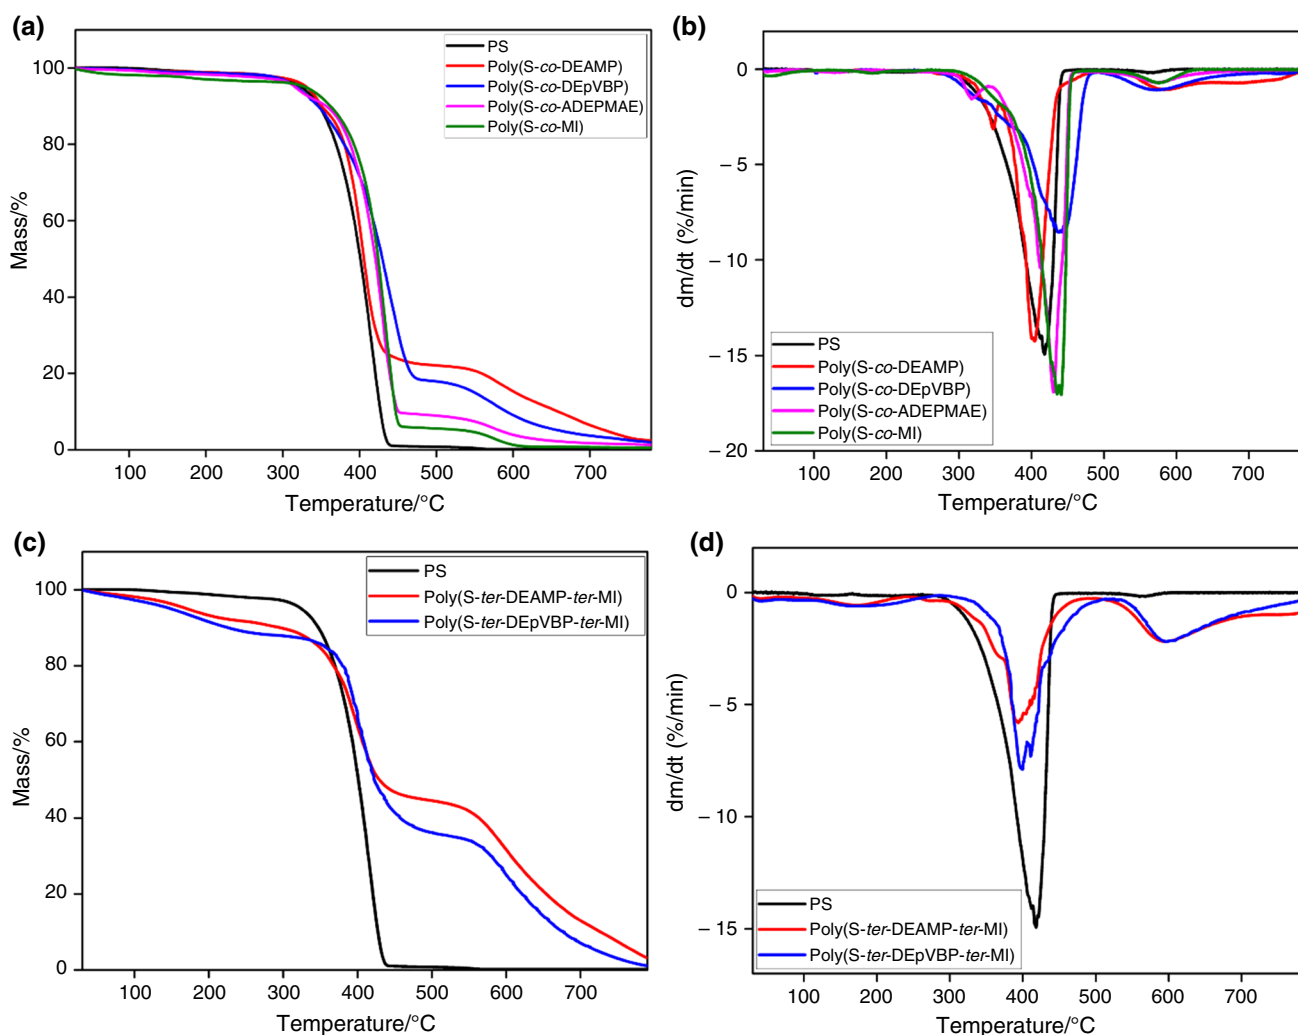 (a)
100
80
60
40
20
0
Mass/%
PS
Poly(S-co-DEAMP)
Poly(S-co-DEpVBP)
Poly(S-co-ADEPMAE)
Poly(S-co-MI)
100 200 300 400 500 600 700
Temperature/°C
(b)
0
– 5
– 10
– 15
– 20
dm/dt (%/min)
PS
Poly(S-co-DEAMP)
Poly(S-co-DEpVBP)
Poly(S-co-ADEPMAE)
Poly(S-co-MI)
100 200 300 400 500 600 700
Temperature/°C
(c)
100
80
60
40
20
0
Mass/%
PS
Poly(S-ter-DEAMP-ter-MI)
Poly(S-ter-DEpVBP-ter-MI)
100 200 300 400 500 600 700
Temperature/°C
(d)
0
– 5
– 10
– 15
dm/dt (%/min)
PS
Poly(S-ter-DEAMP-ter-MI)
Poly(S-ter-DEpVBP-ter-MI)
100 200 300 400 500 600 700
Temperature/°C